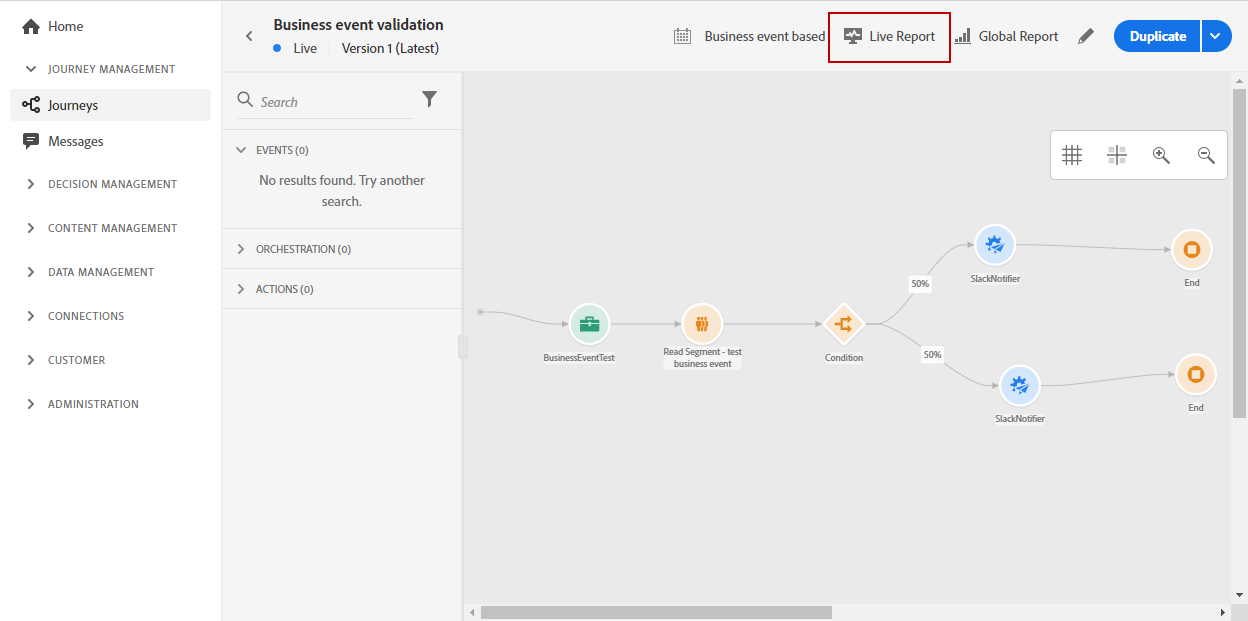 Home
JOURNEY MANAGEMENT
Journeys
Messages
DECISION MANAGEMENT
CONTENT MANAGEMENT
DATA MANAGEMENT
CONNECTIONS
CUSTOMER
ADMINISTRATION
Business event validation
Live Version 1 (Latest)
Business event based
Live Report
Global Report
Duplicate
Search
EVENTS (0)
No results found. Try another
search.
ORCHESTRATION (0)
ACTIONS (0)
BusinessEventTest
Read Segment - test
business event
Condition
50%
50%
SlackNotifier
End
SlackNotifier
End